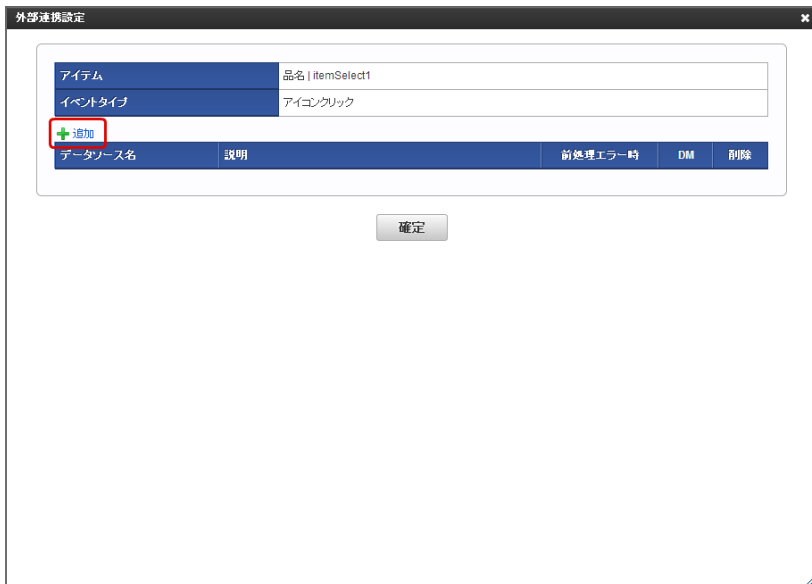 外部連携設定
アイテム 品名 | itemSelect1
イベントタイプ アイコンクリック
追加
データソース名 説明 前処理エラー時 DM 削除
確定